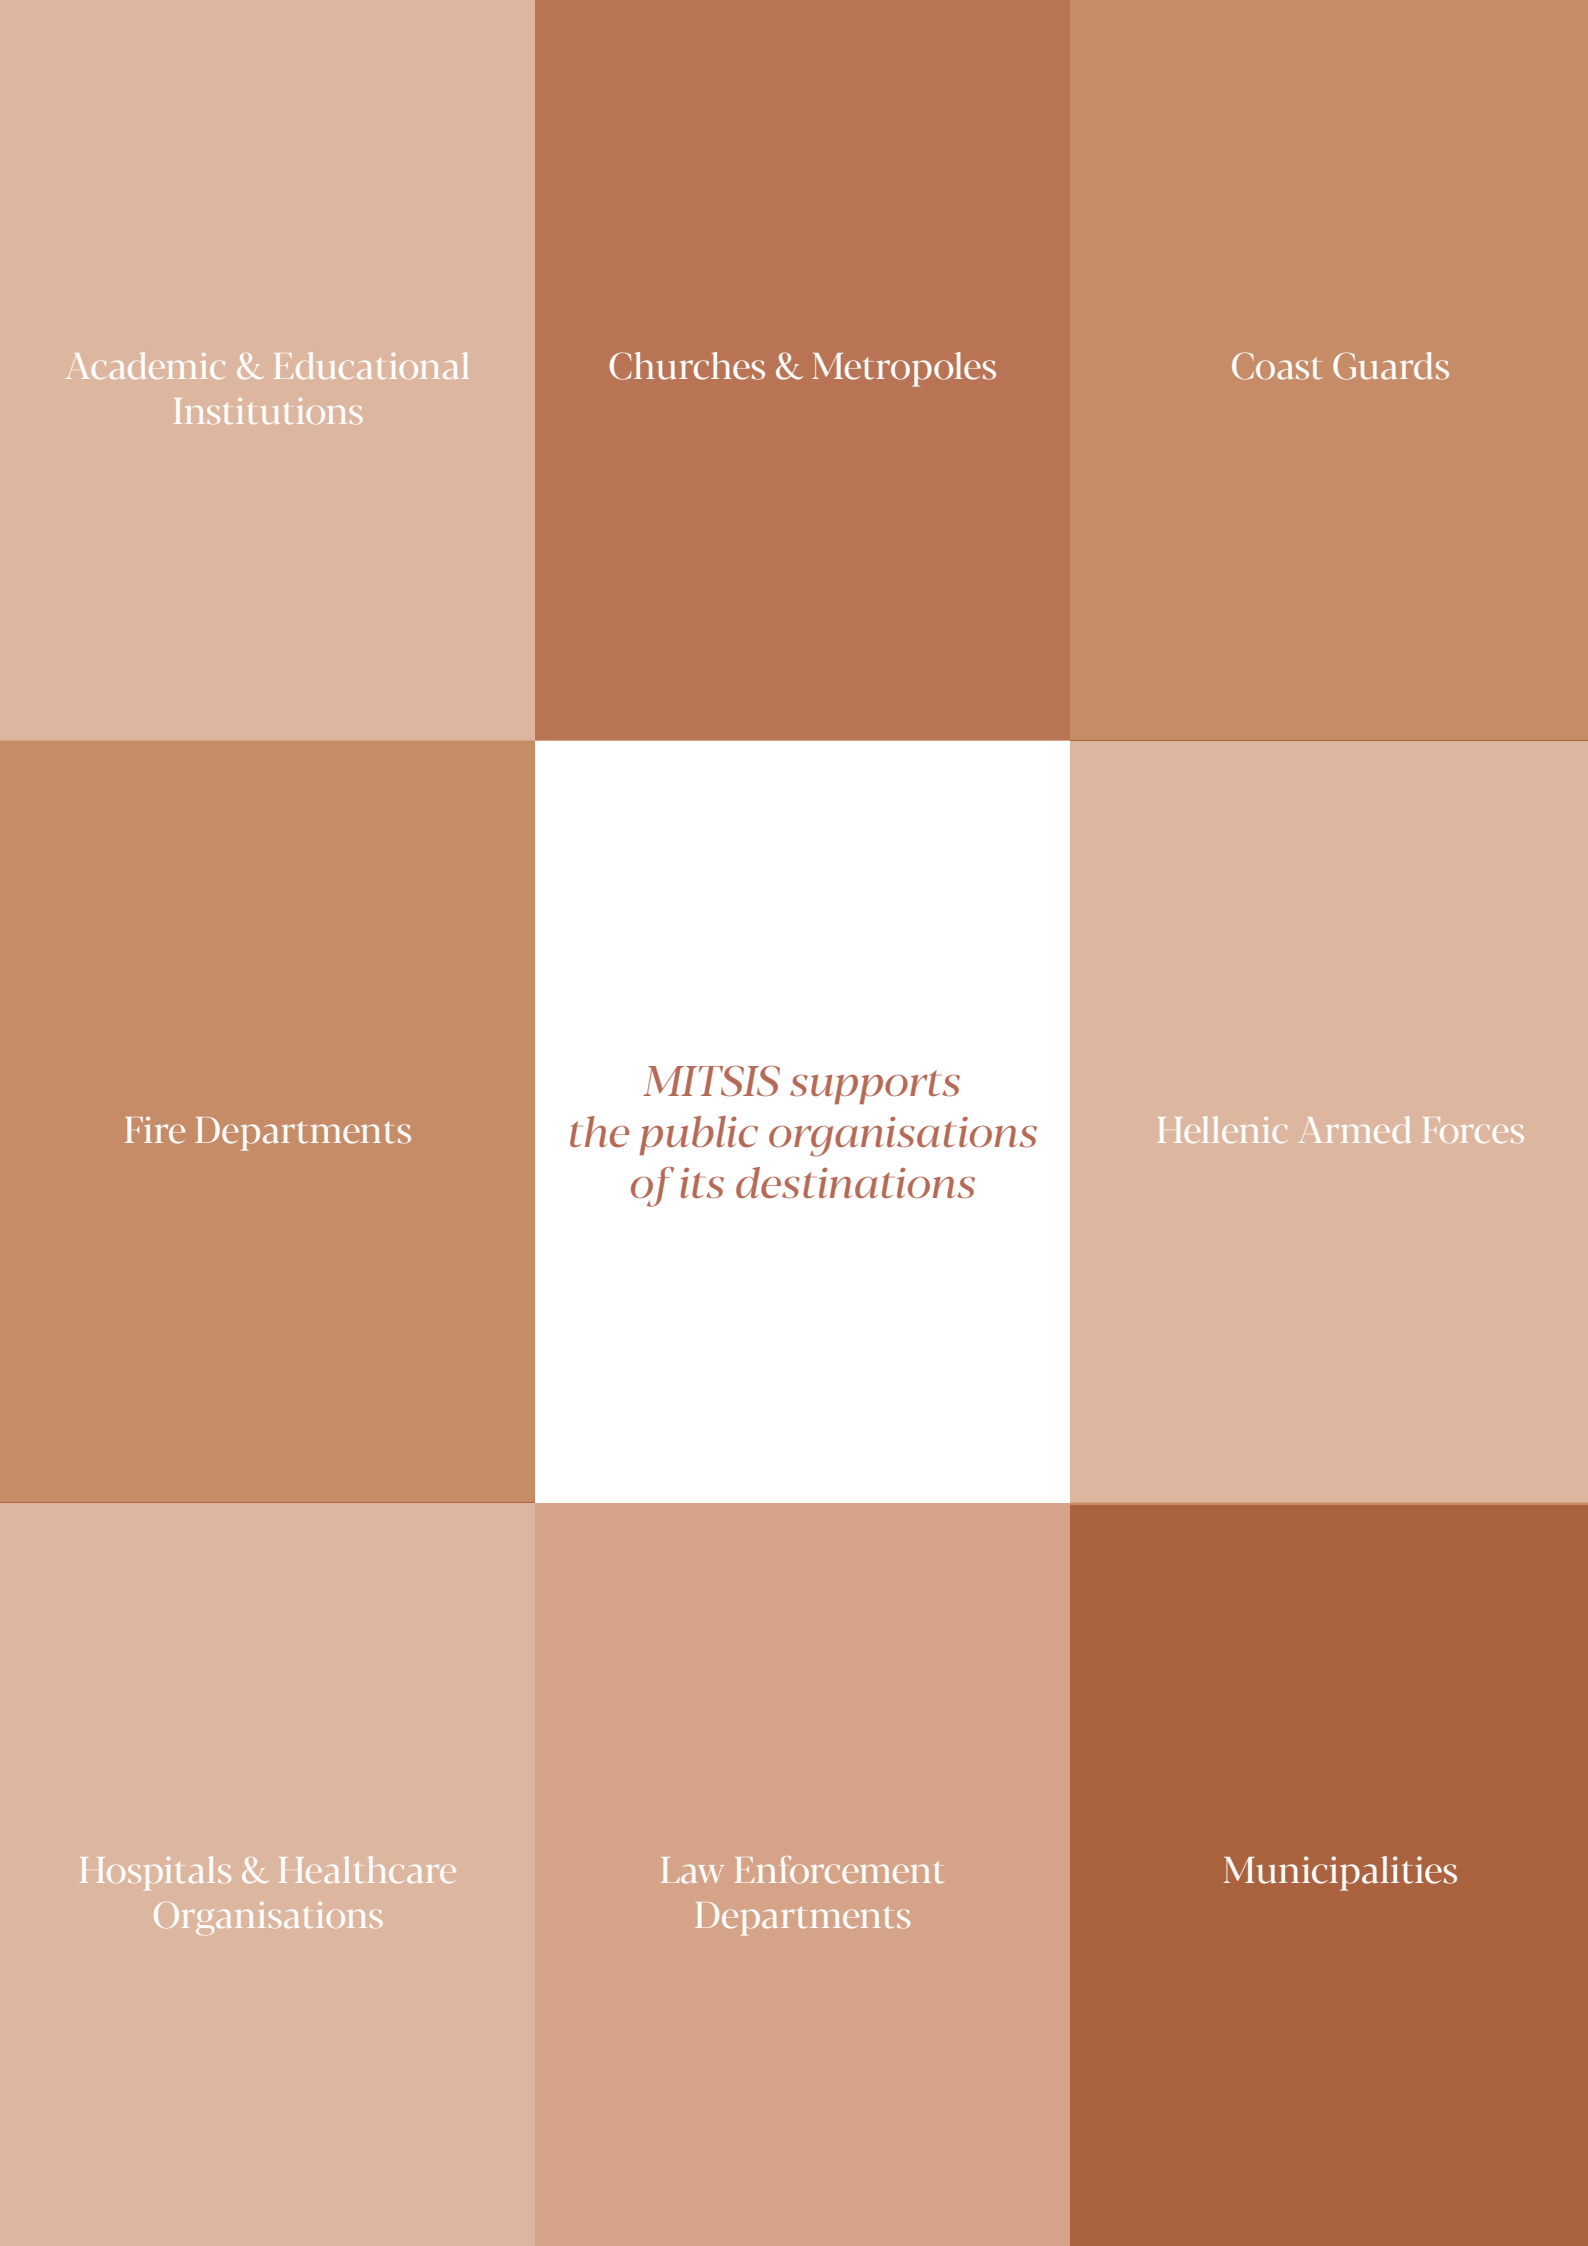 Academic & Educational
Institutions
Churches & Metropoles
Coast Guards
Fire Departments
MITSIS supports
the public organisations
of its destinations
Hellenic Armed Forces
Hospitals & Healthcare
Organisations
Law Enforcement
Departments
Municipalities